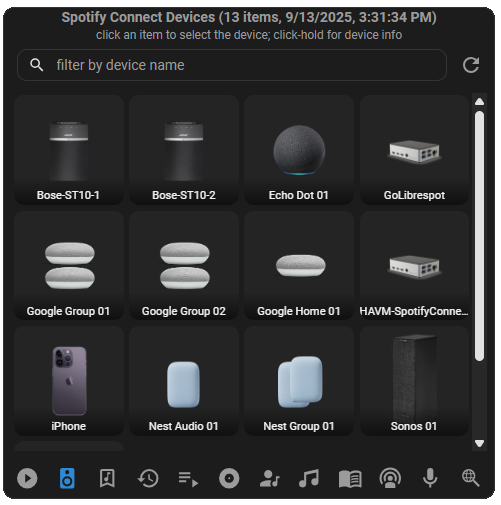 Spotify Connect Devices (13 items, 9/13/2025, 3:31:34 PM)
click an item to select the device; click-hold for device info
filter by device name
Bose-ST10-1
Bose-ST10-2
Echo Dot 01
GoLibrespot
Google Group 01
Google Group 02
Google Home 01
HAVM-SpotifyConne...
iPhone
Nest Audio 01
Nest Group 01
Sonos 01